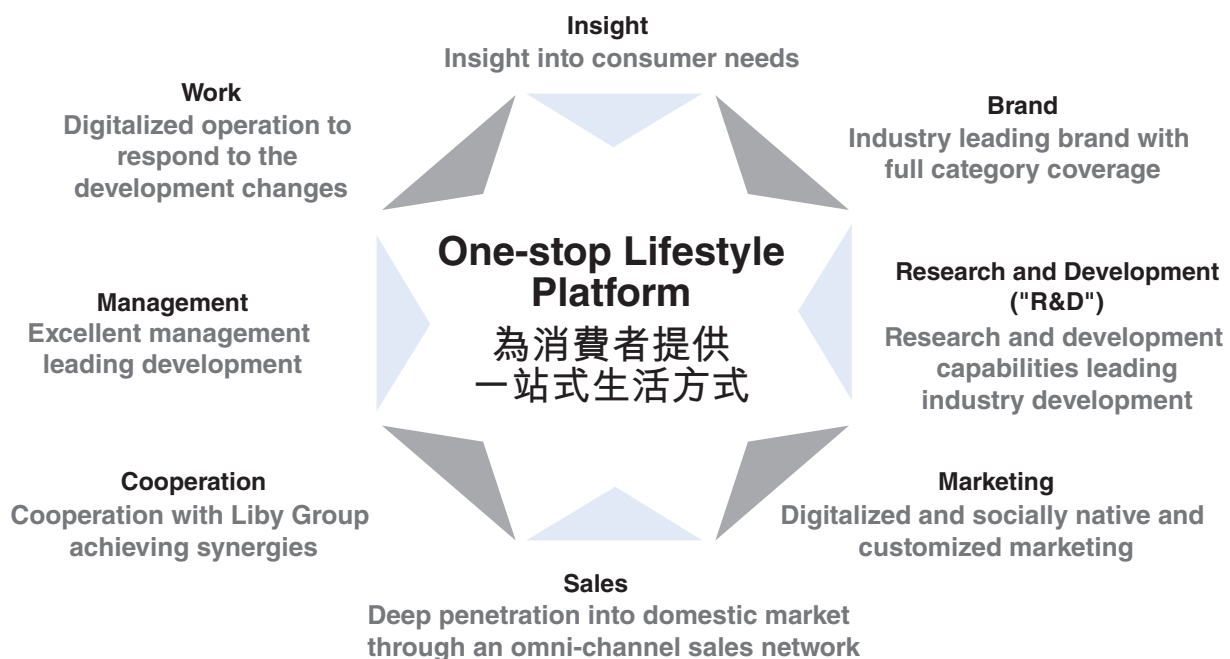 Insight
Insight into consumer needs
Work
Digitalized operation to
respond to the
development changes
Brand
Industry leading brand with
full category coverage
One-stop Lifestyle
Platform
為消費者提供
一站式生活方式
Management
Excellent management
leading development
Research and Development
("R&D")
Research and development
capabilities leading
industry development
Cooperation
Cooperation with Liby Group
achieving synergies
Marketing
Digitalized and socially native and
customized marketing
Sales
Deep penetration into domestic market
through an omni-channel sales network